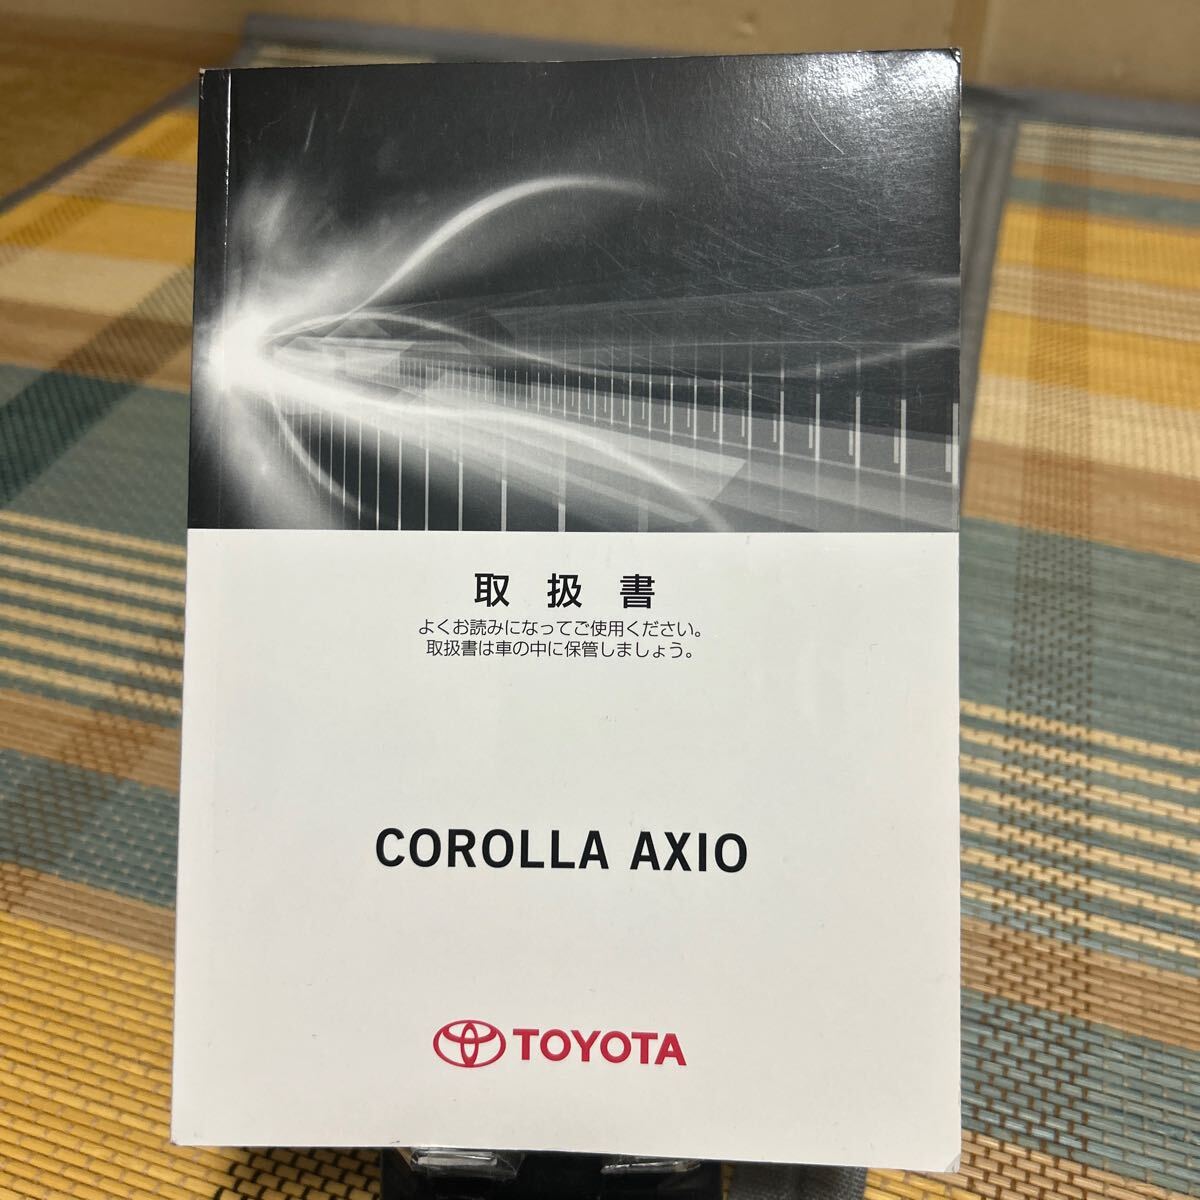 取扱書
よくお読みになってご使用ください。
取扱書は車の中に保管しましょう。
COROLLA AXIO
TOYOTA